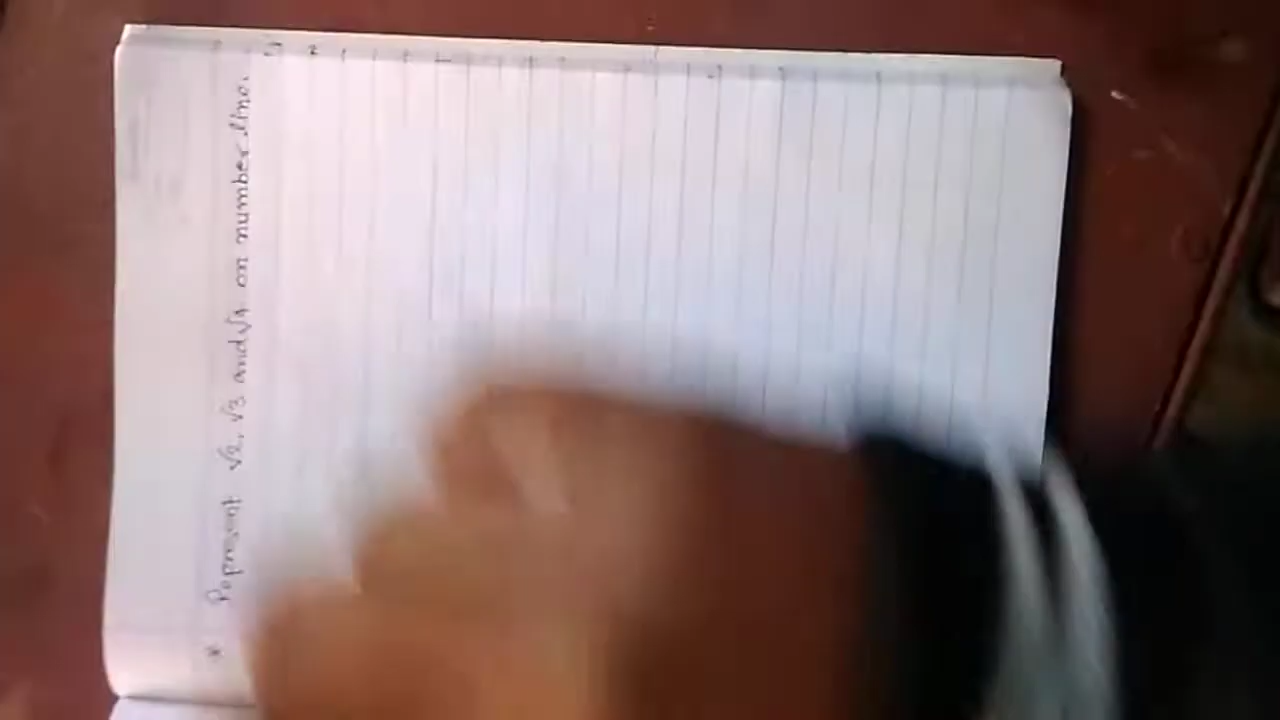 * Represent √2, √3 and √4 on number line.